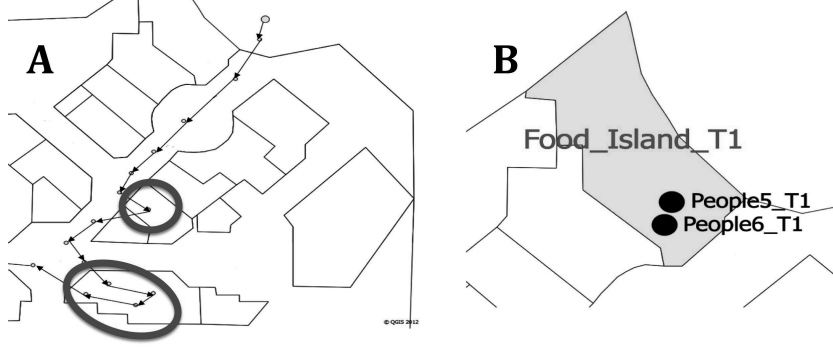 A
B
Food_Island_T1
People5_T1
People6_T1
© QGIS 2012